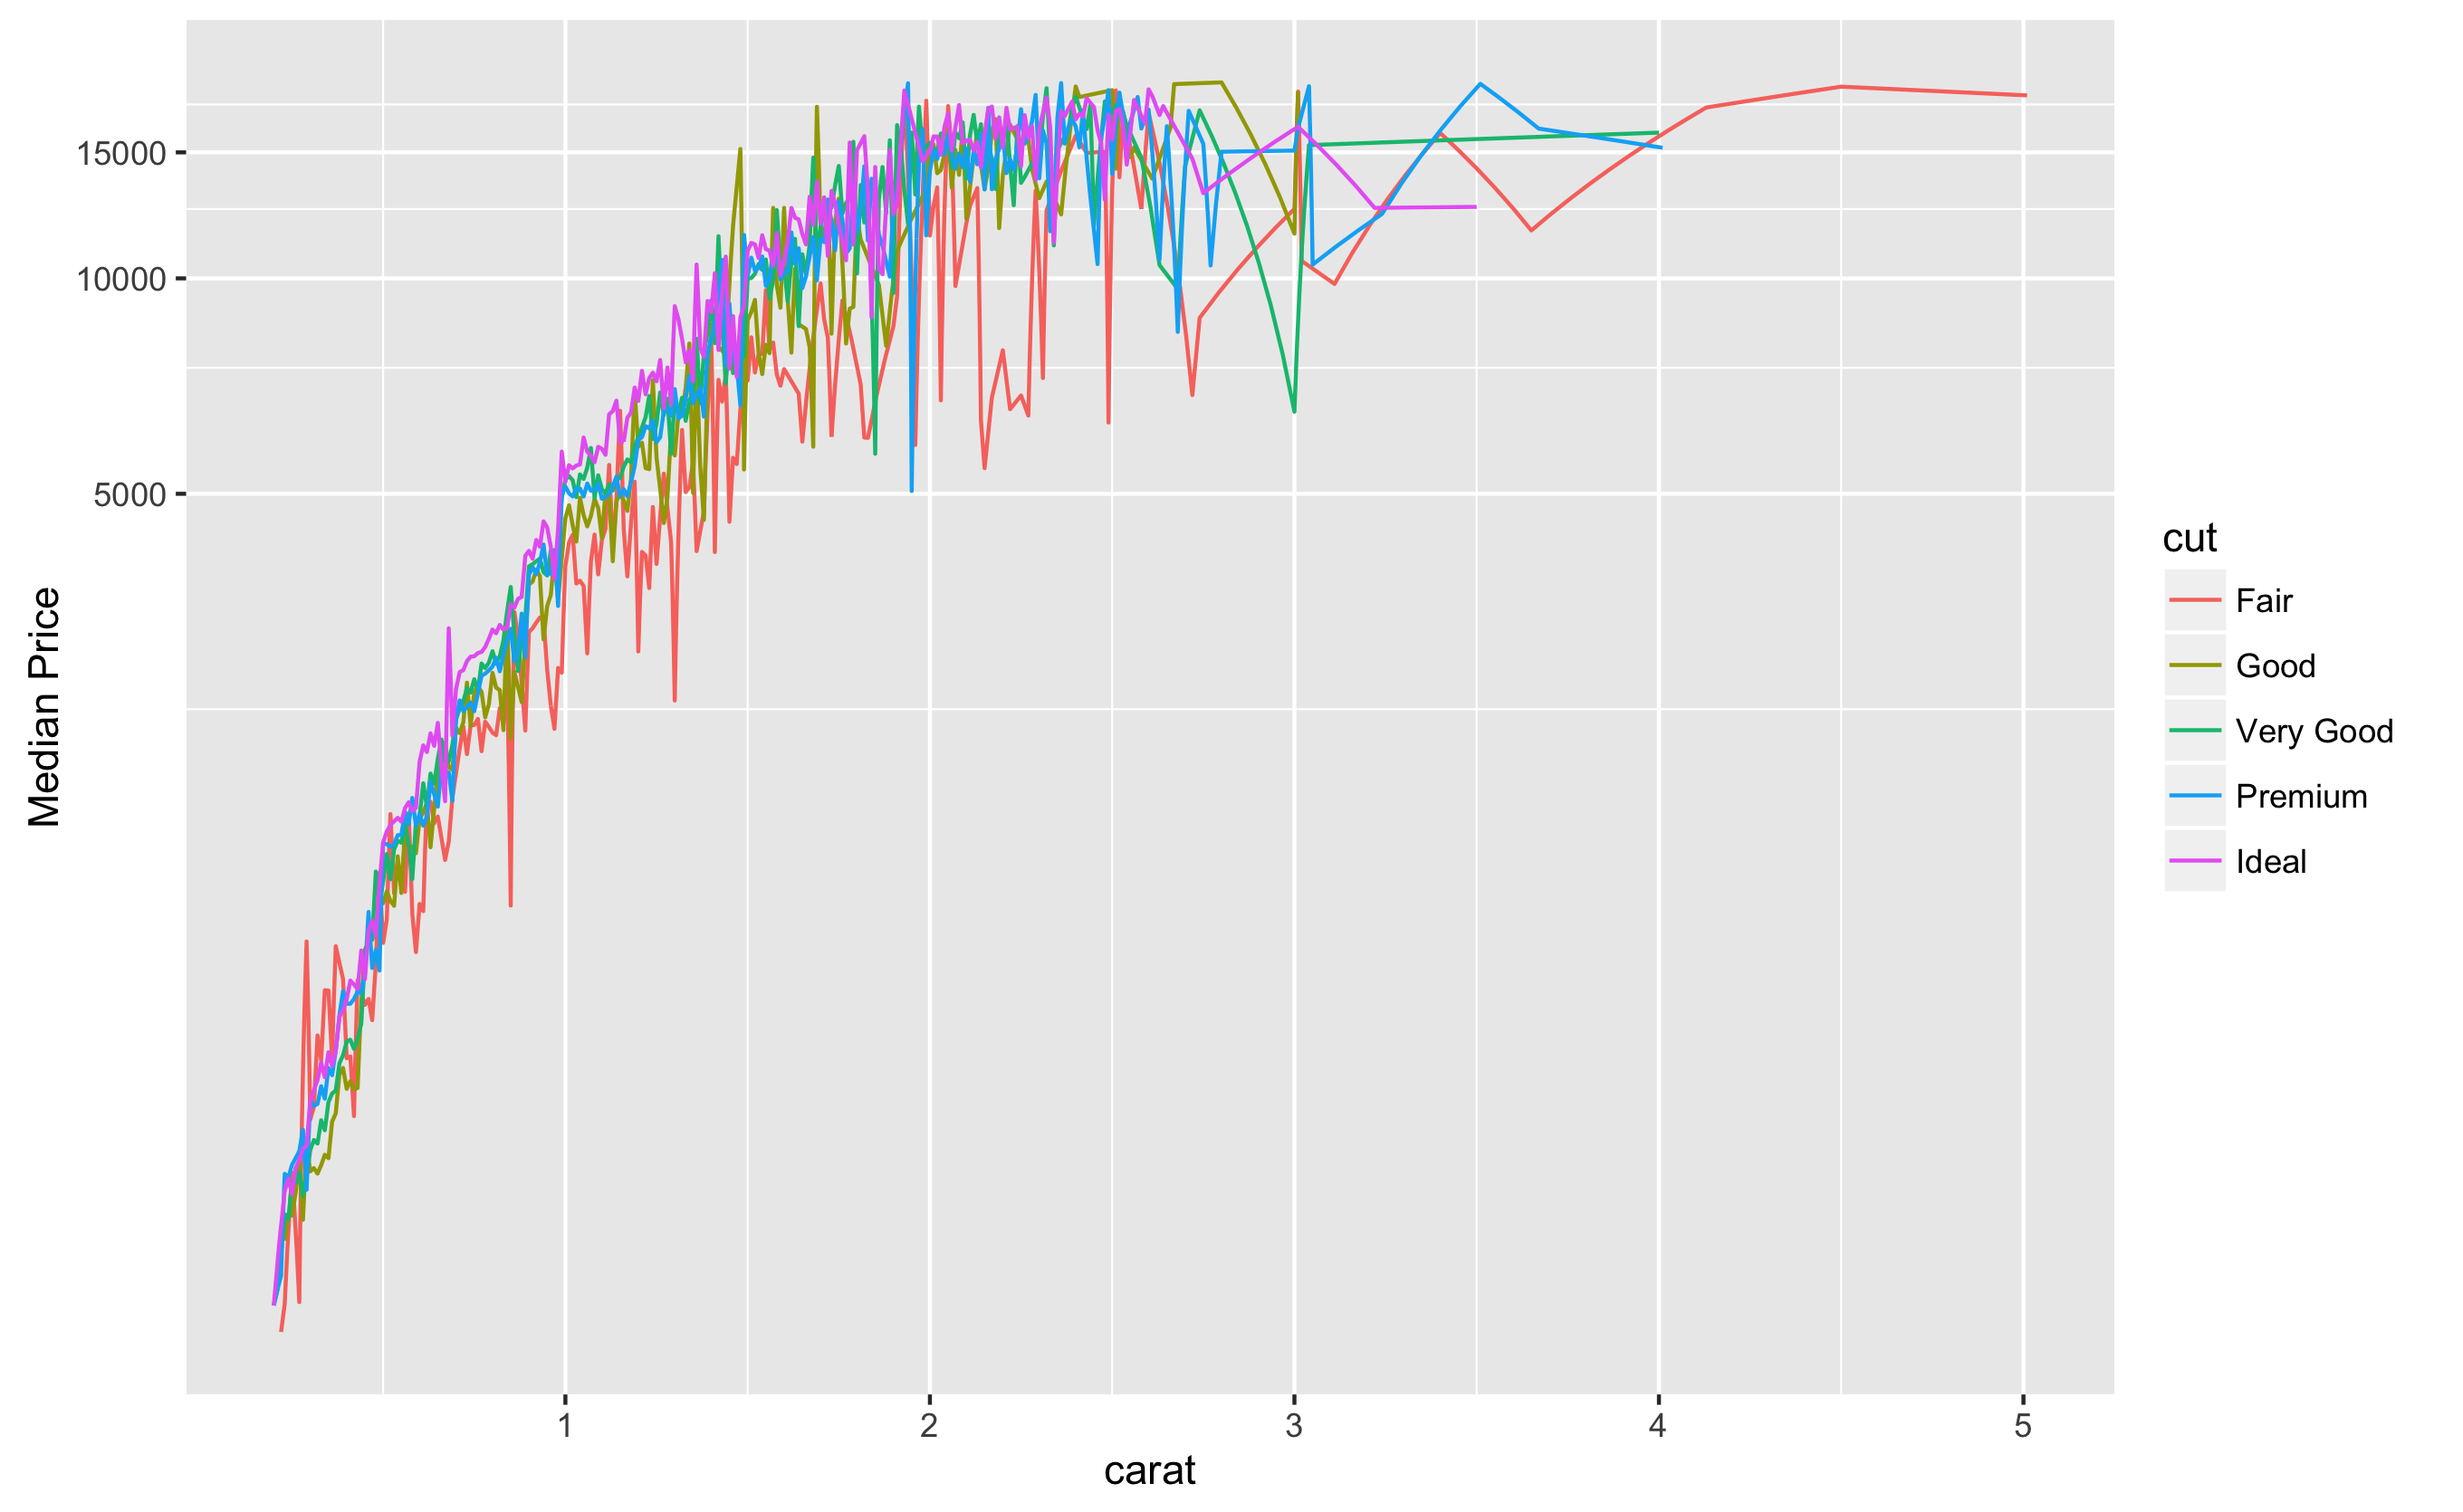 15000
10000
5000
Median Price
1
2
3
4
5
carat
cut
Fair
Good
Very Good
Premium
Ideal